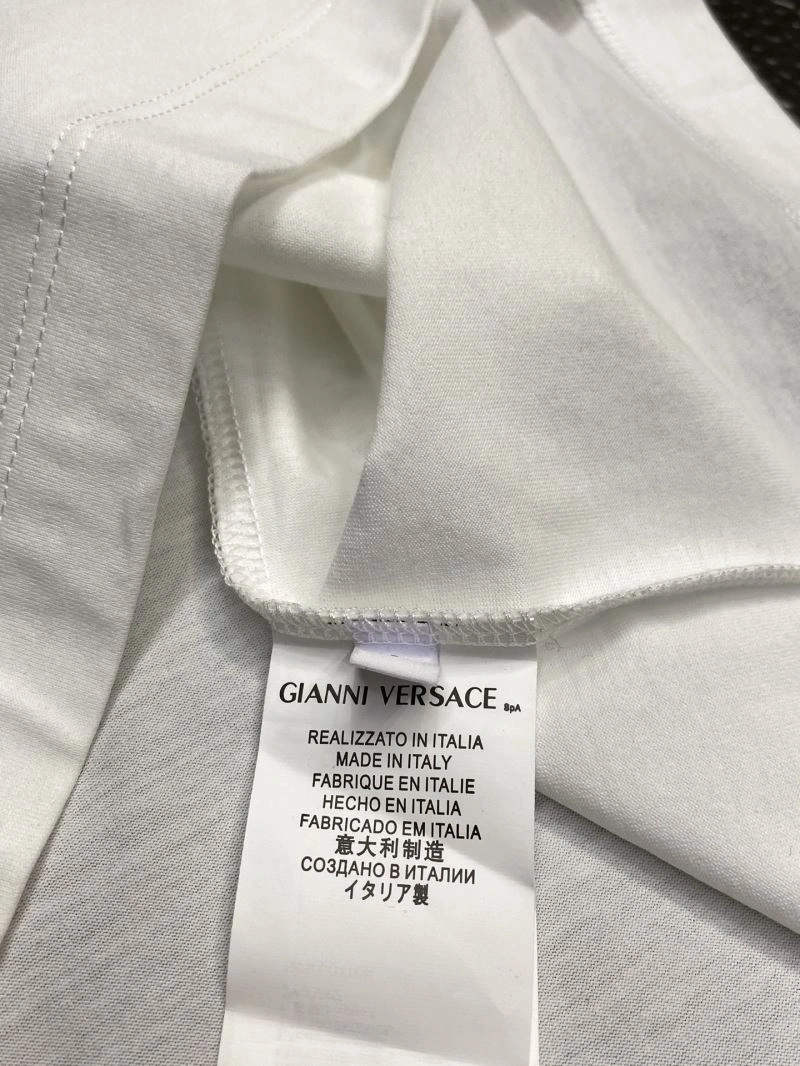 GIANNI VERSACE SpA
REALIZZATO IN ITALIA
MADE IN ITALY
FABRIQUE EN ITALIE
HECHO EN ITALIA
FABRICADO EM ITALIA
意大利制造
СОЗДАНО В ИТАЛИИ
イタリア製